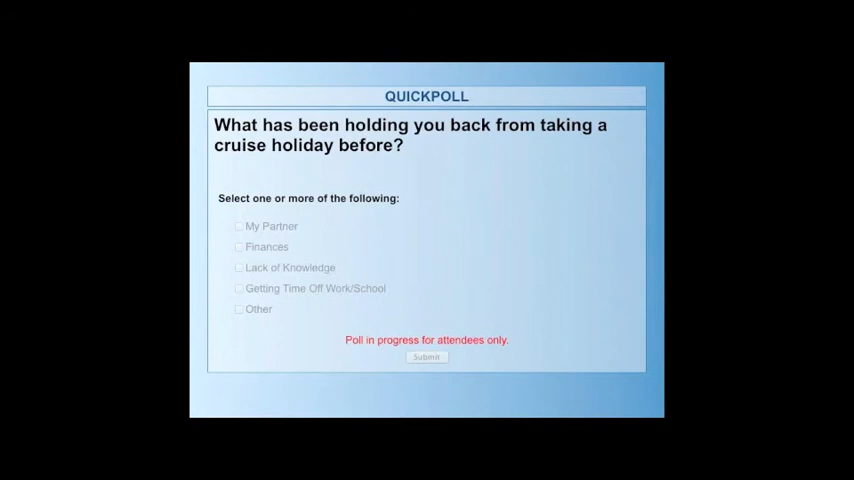 QUICKPOLL
What has been holding you back from taking a
cruise holiday before?
Select one or more of the following:
My Partner
Finances
Lack of Knowledge
Getting Time Off Work/School
Other
Poll in progress for attendees only.
Submit